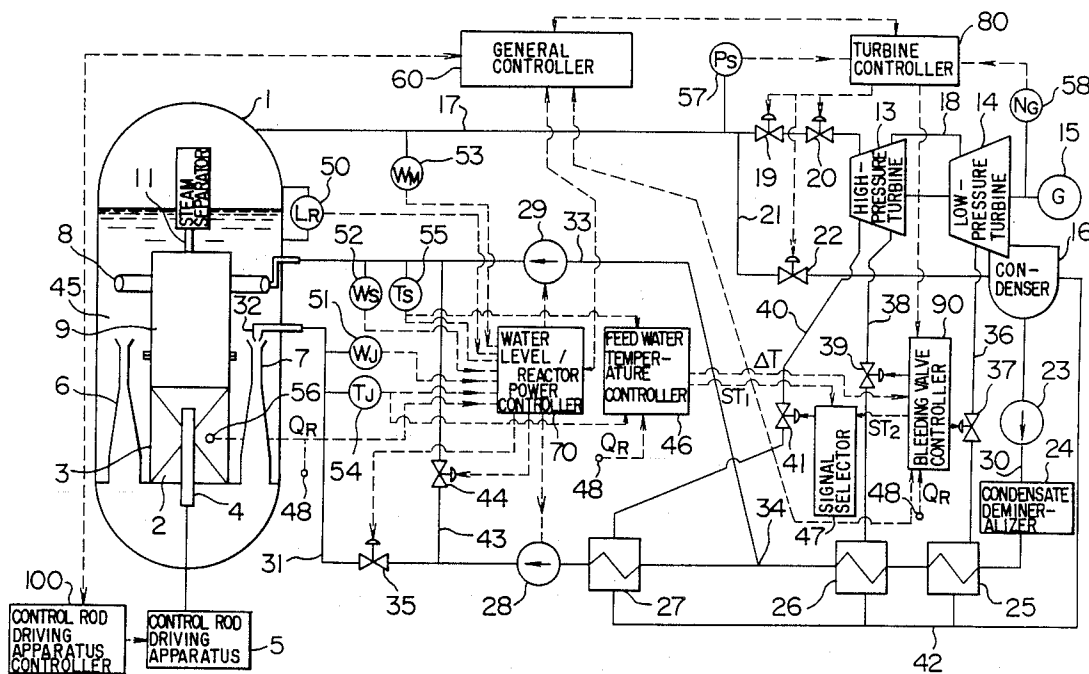 60
GENERAL
CONTROLLER
80
TURBINE
CONTROLLER
PS
57
NG
58
1
17
18
14
13
15
G
16
WM
53
19
20
HIGH-
PRESSURE
TURBINE
LOW-
PRESSURE
TURBINE
11
STEAM
SEPARATOR
50
LR
29
33
21
22
CON-
DENSER
8
52
55
WS
TS
45
32
9
51
WJ
40
38
90
36
WATER
LEVEL /
REACTOR
POWER
CONTROLLER
70
FEED WATER
TEMPER-
ATURE
CONTROLLER
46
ΔT
39
37
23
6
7
56
TJ
54
ST1
ST2
BLEEDING VALVE
CONTROLLER
QR
48
QR
48
41
SIGNAL
SELECTOR
47
48
QR
30
24
CONDENSATE
DEMINER-
ALIZER
3
2
4
44
43
34
31
35
28
27
26
25
42
100
CONTROL ROD
DRIVING
APPARATUS
CONTROLLER
CONTROL ROD
DRIVING
APPARATUS
5